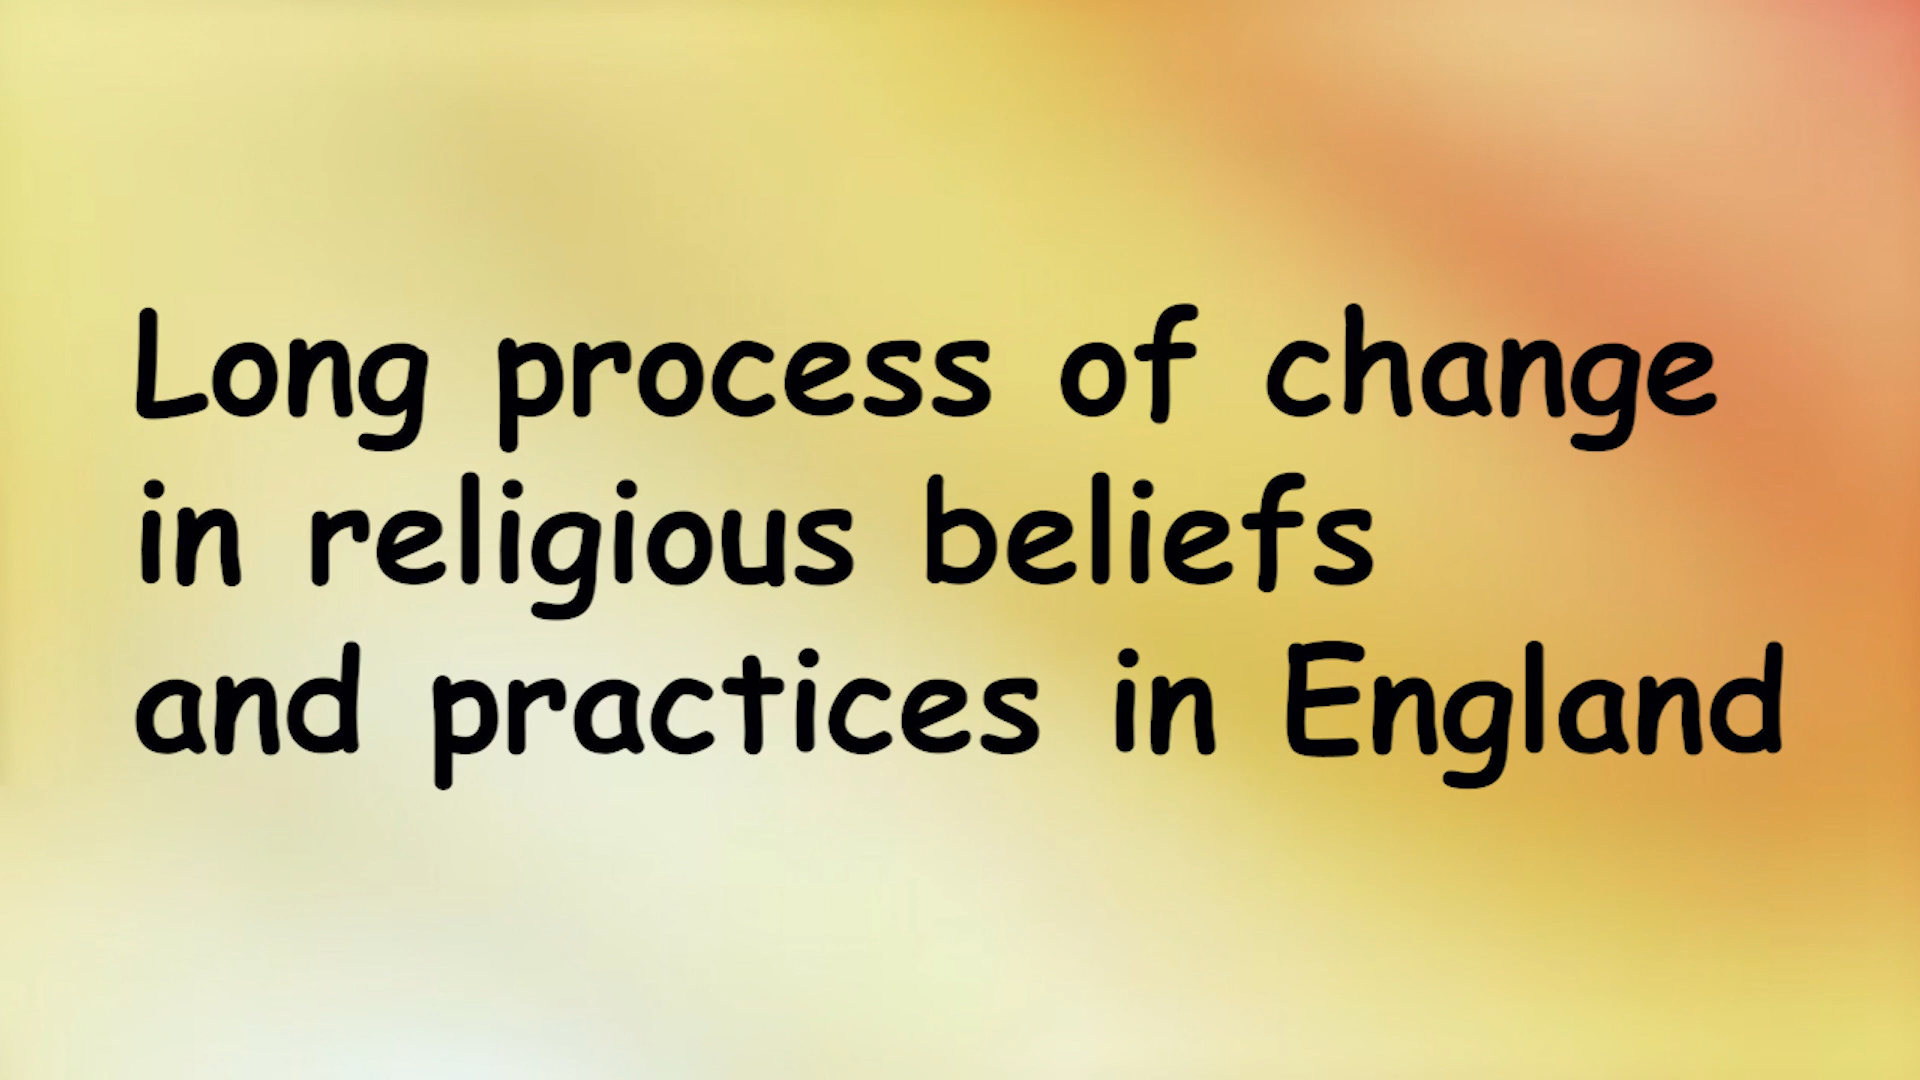 Long process of change
in religious beliefs
and practices in England